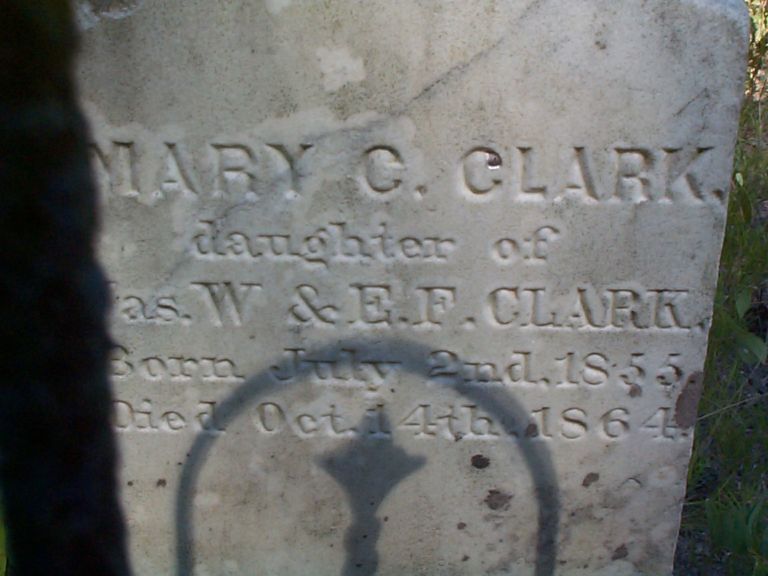 MARY C. CLARK.
daughter of
Jas. W & E. F. CLARK.
Born July 2nd, 1855.
Died Oct. 14th, 1864.